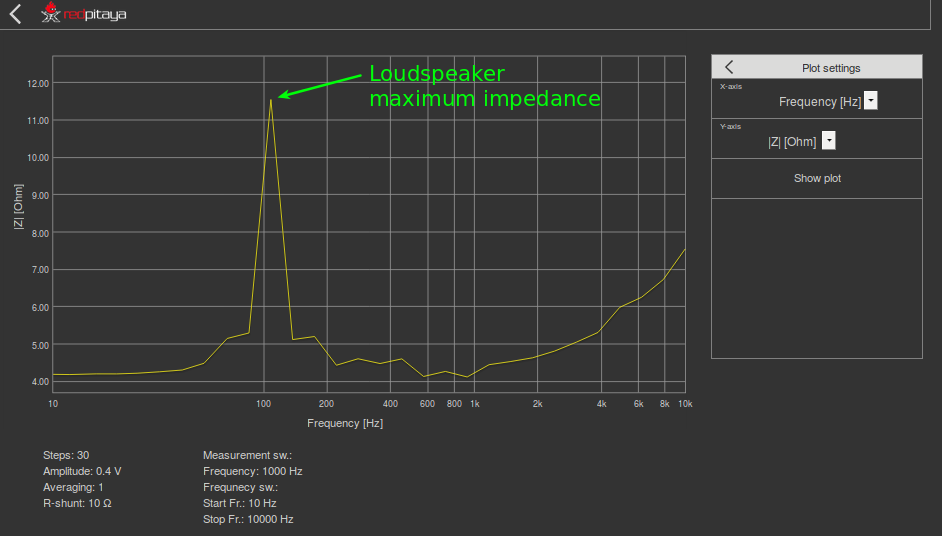 redpitaya
Loudspeaker
maximum impedance
12.00
11.00
10.00
9.00
8.00
7.00
6.00
5.00
4.00
|Z| [Ohm]
10
100
200
400
600
800
1k
2k
4k
6k
8k
10k
Frequency [Hz]
Plot settings
X-axis
Frequency [Hz]
Y-axis
|Z| [Ohm]
Show plot
Steps: 30
Amplitude: 0.4 V
Averaging: 1
R-shunt: 10 Ω
Measurement sw.:
Frequency: 1000 Hz
Frequnecy sw.:
Start Fr.: 10 Hz
Stop Fr.: 10000 Hz